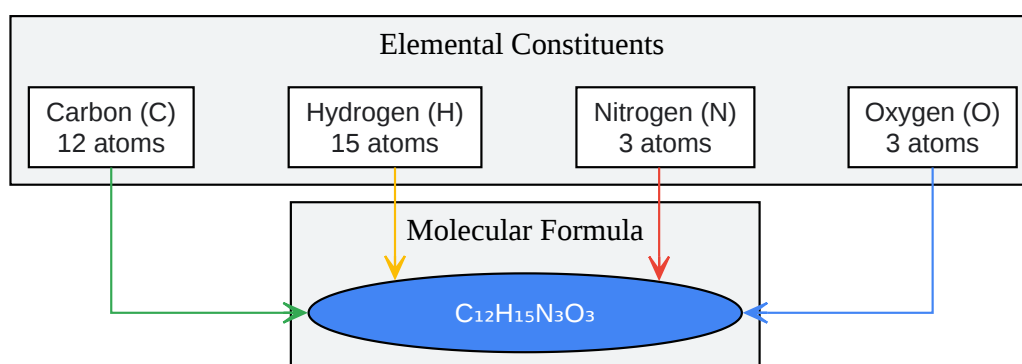 Elemental Constituents
Carbon (C)
12 atoms
Hydrogen (H)
15 atoms
Nitrogen (N)
3 atoms
Oxygen (O)
3 atoms
Molecular Formula
C₁₂H₁₅N₃O₃